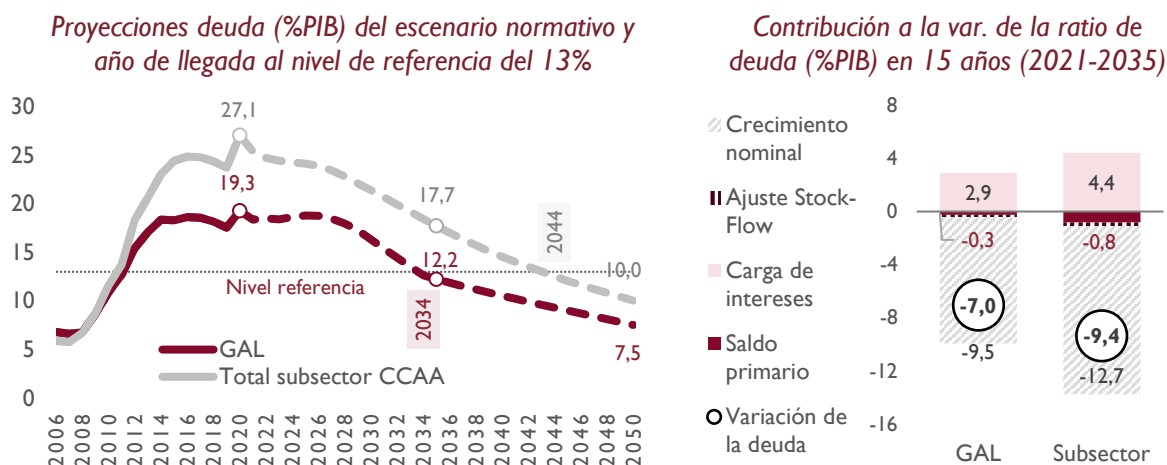 Proyecciones deuda (%PIB) del escenario normativo y
año de llegada al nivel de referencia del 13%
30
25
20
15
10
5
0
27,1
19,3
17,7
12,2
2044
2034
10,0
7,5
Nivel referencia
GAL
Total subsector CCAA
2006
2008
2010
2012
2014
2016
2018
2020
2022
2024
2026
2028
2030
2032
2034
2036
2038
2040
2042
2044
2046
2048
2050
Contribución a la var. de la ratio de
deuda (%PIB) en 15 años (2021-2035)
Crecimiento
nominal
Ajuste Stock-
Flow
Carga de
intereses
Saldo
primario
Variación de
la deuda
8
4
0
-4
-8
-12
-16
2,9
4,4
-0,3
-0,8
-7,0
-9,4
-9,5
-12,7
GAL
Subsector